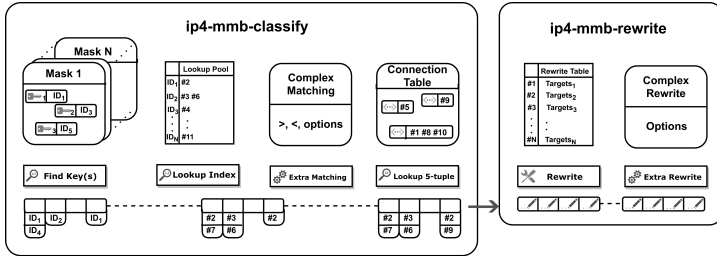 ip4-mmb-classify
ip4-mmb-rewrite
Mask N
Mask 1
1 ID1
2 ID3
3 ID5
Lookup Pool
ID1 #2
ID2 #3 #6
ID3 #4
IDN #11
Complex
Matching
>, <, options
Connection
Table
#5
#9
#1 #8 #10
Rewrite Table
#1 Targets1
#2 Targets2
#3 Targets3
#N TargetsN
Complex
Rewrite
Options
Find Key(s)
Lookup Index
Extra Matching
Lookup 5-tuple
Rewrite
Extra Rewrite
ID1 ID2 ID1
ID4
#2 #3 #2
#7 #6
#2 #3 #2
#7 #6 #9